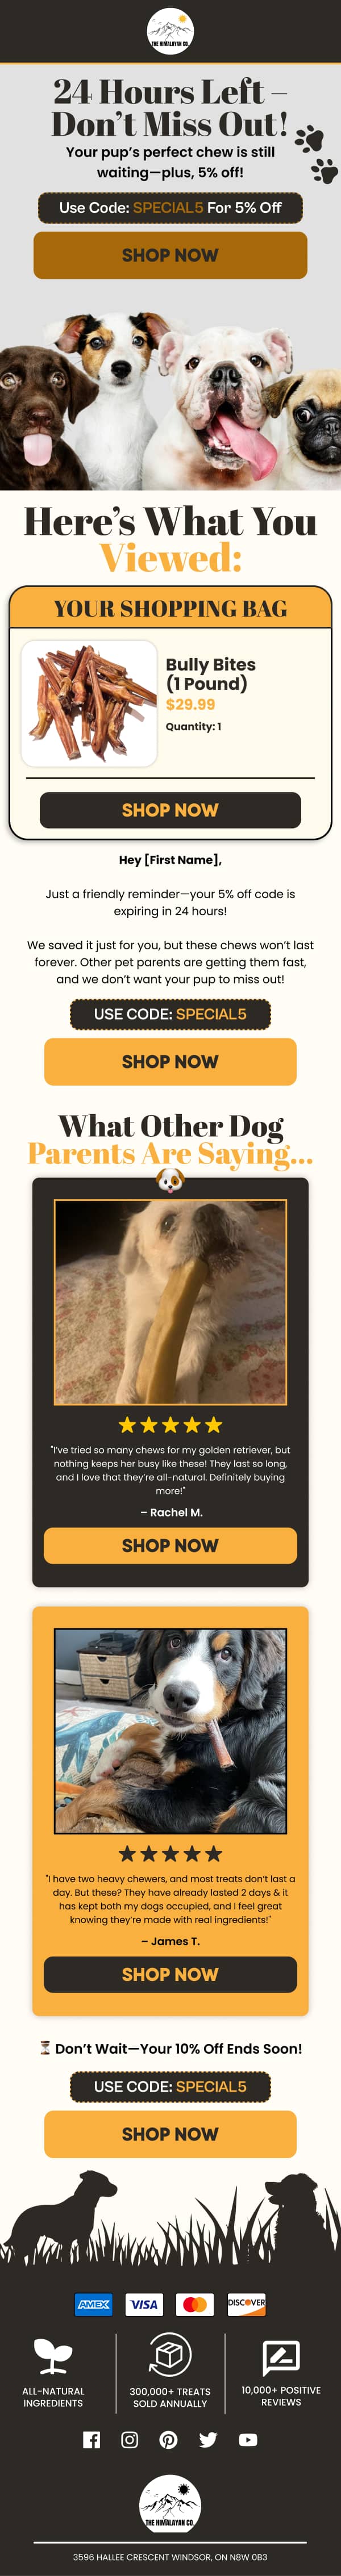 THE HIMALAYAN CO.
24 Hours Left –
Don't Miss Out!
Your pup's perfect chew is still
waiting—plus, 5% off!
Use Code: SPECIAL5 For 5% Off
SHOP NOW
Here's What You
Viewed:
YOUR SHOPPING BAG
Bully Bites
(1 Pound)
$29.99
Quantity: 1
SHOP NOW
Hey [First Name],
Just a friendly reminder—your 5% off code is
expiring in 24 hours!
We saved it just for you, but these chews won't last
forever. Other pet parents are getting them fast,
and we don't want your pup to miss out!
USE CODE: SPECIAL5
SHOP NOW
What Other Dog
Parents Are Saying...
"I've tried so many chews for my golden retriever, but
nothing keeps her busy like these! They last so long,
and I love that they're all-natural. Definitely buying
more!"
– Rachel M.
SHOP NOW
"I have two heavy chewers, and most treats don't last a
day. But these? They have already lasted 2 days & it
has kept both my dogs occupied, and I feel great
knowing they're made with real ingredients!"
– James T.
SHOP NOW
⏳ Don't Wait—Your 10% Off Ends Soon!
USE CODE: SPECIAL5
SHOP NOW
AMEX VISA DISCOVER
ALL-NATURAL
INGREDIENTS
300,000+ TREATS
SOLD ANNUALLY
10,000+ POSITIVE
REVIEWS
THE HIMALAYAN CO.
3596 HALLEE CRESCENT WINDSOR, ON N8W 0B3